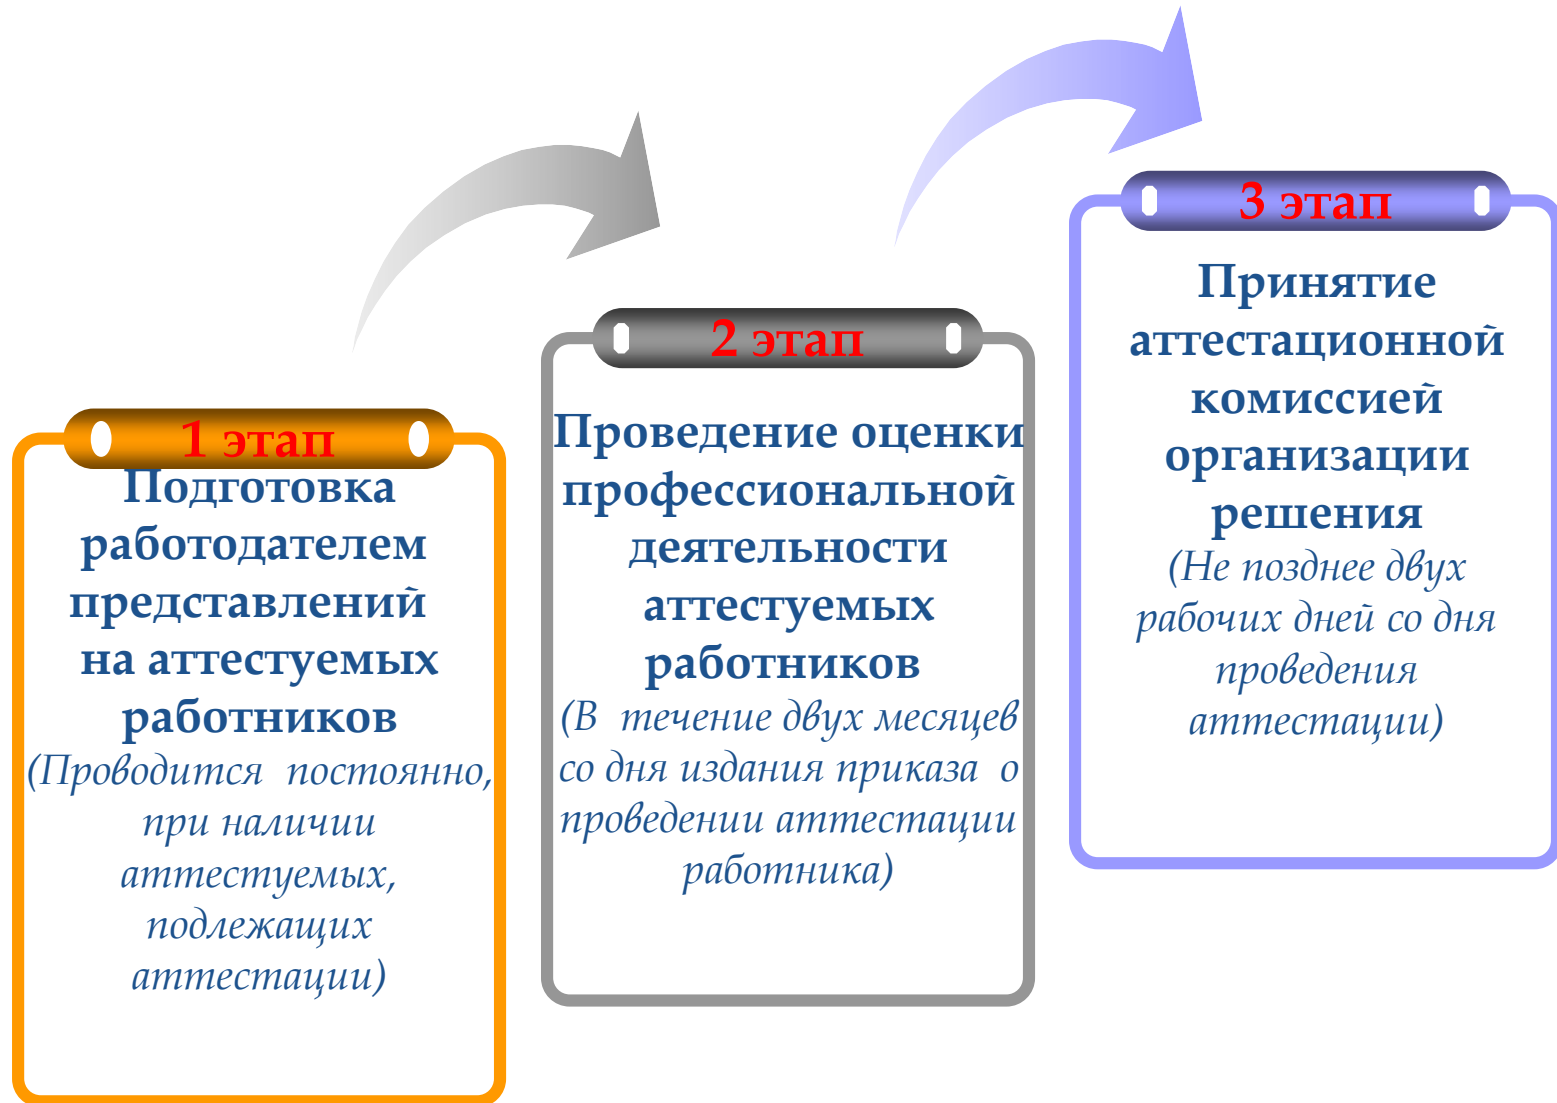 1 этап
Подготовка
работодателем
представлений
на аттестуемых
работников
(Проводится постоянно,
при наличии
аттестуемых,
подлежащих
аттестации)
2 этап
Проведение оценки
профессиональной
деятельности
аттестуемых
работников
(В течение двух месяцев
со дня издания приказа о
проведении аттестации
работника)
3 этап
Принятие
аттестационной
комиссией
организации
решения
(Не позднее двух
рабочих дней со дня
проведения
аттестации)